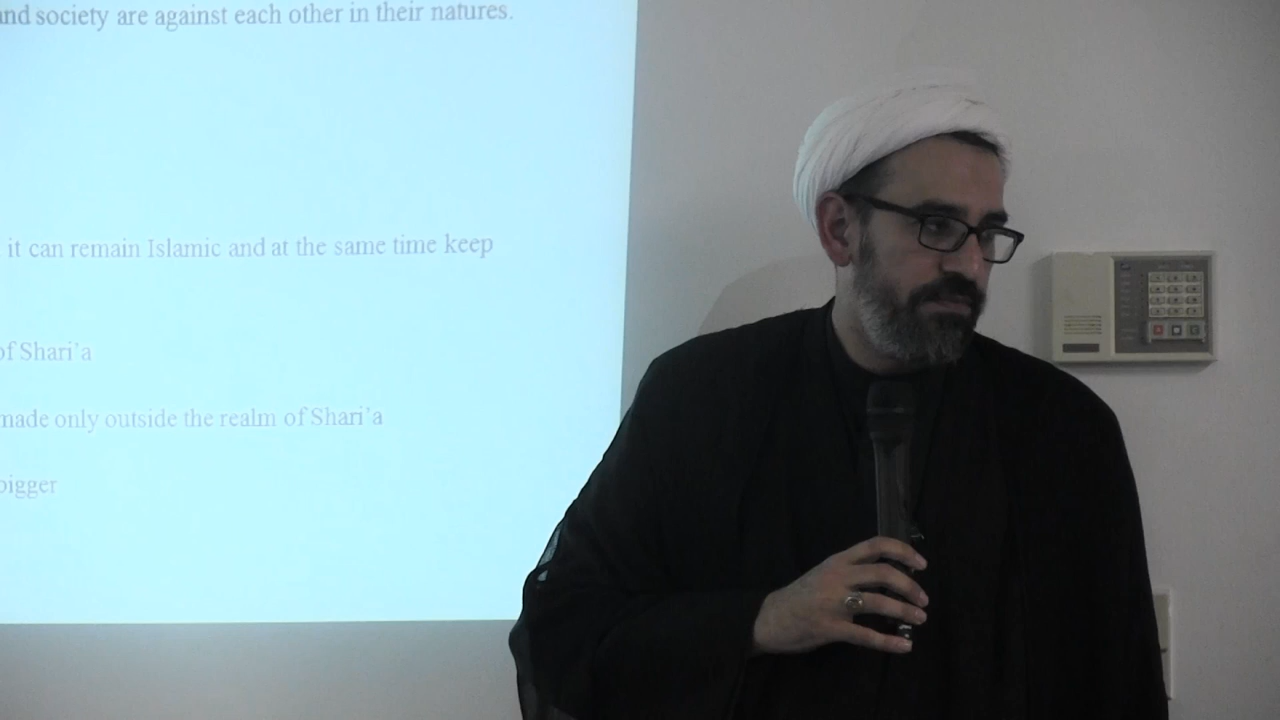 and society are against each other in their natures.
it can remain Islamic and at the same time keep
of Shari'a
made only outside the realm of Shari'a
bigger